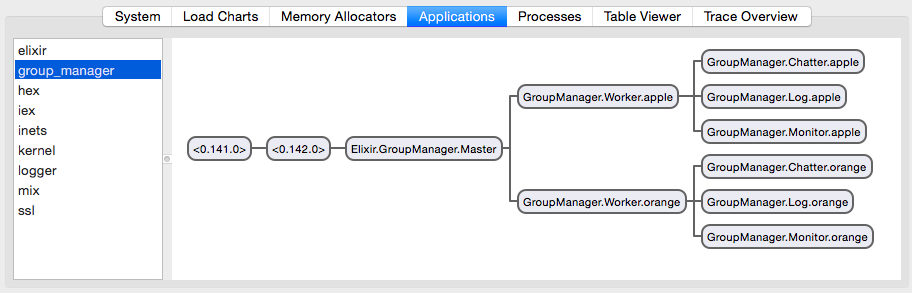 System Load Charts Memory Allocators Applications Processes Table Viewer Trace Overview
elixir
group_manager
hex
iex
inets
kernel
logger
mix
ssl
<0.141.0>
<0.142.0>
Elixir.GroupManager.Master
GroupManager.Worker.apple
GroupManager.Chatter.apple
GroupManager.Log.apple
GroupManager.Monitor.apple
GroupManager.Worker.orange
GroupManager.Chatter.orange
GroupManager.Log.orange
GroupManager.Monitor.orange